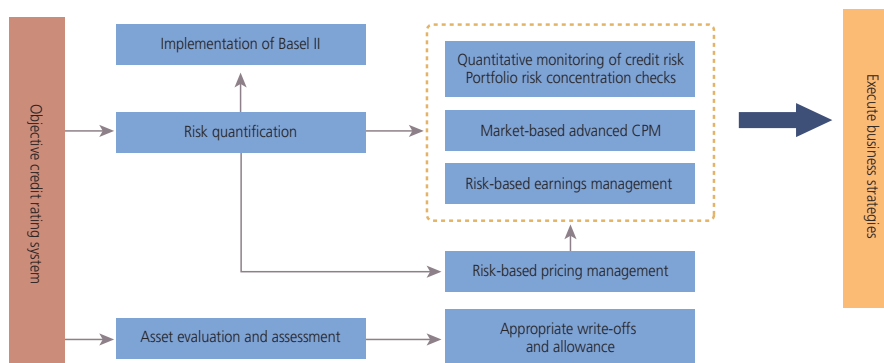 Objective credit rating system
Implementation of Basel II
Risk quantification
Quantitative monitoring of credit risk
Portfolio risk concentration checks
Market-based advanced CPM
Risk-based earnings management
Risk-based pricing management
Asset evaluation and assessment
Appropriate write-offs
and allowance
Execute business strategies